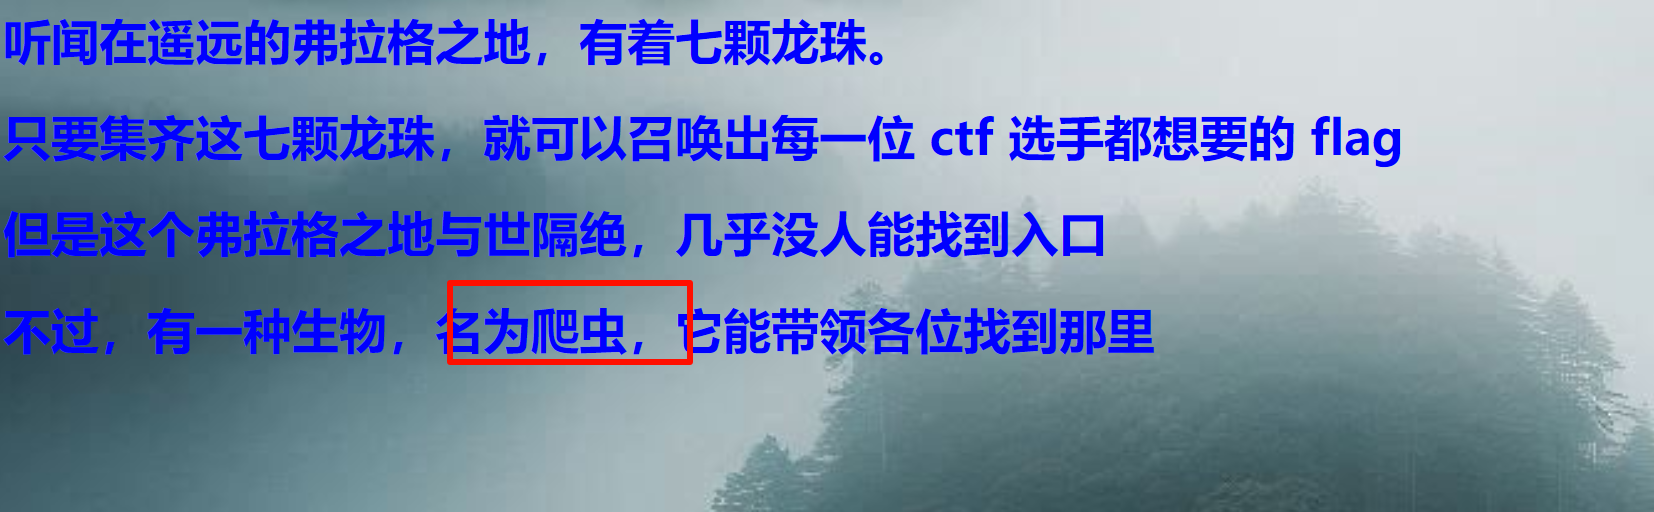 听闻在遥远的弗拉格之地，有着七颗龙珠。
只要集齐这七颗龙珠，就可以召唤出每一位 ctf 选手都想要的 flag
但是这个弗拉格之地与世隔绝，几乎没人能找到入口
不过，有一种生物，名为爬虫，它能带领各位找到那里